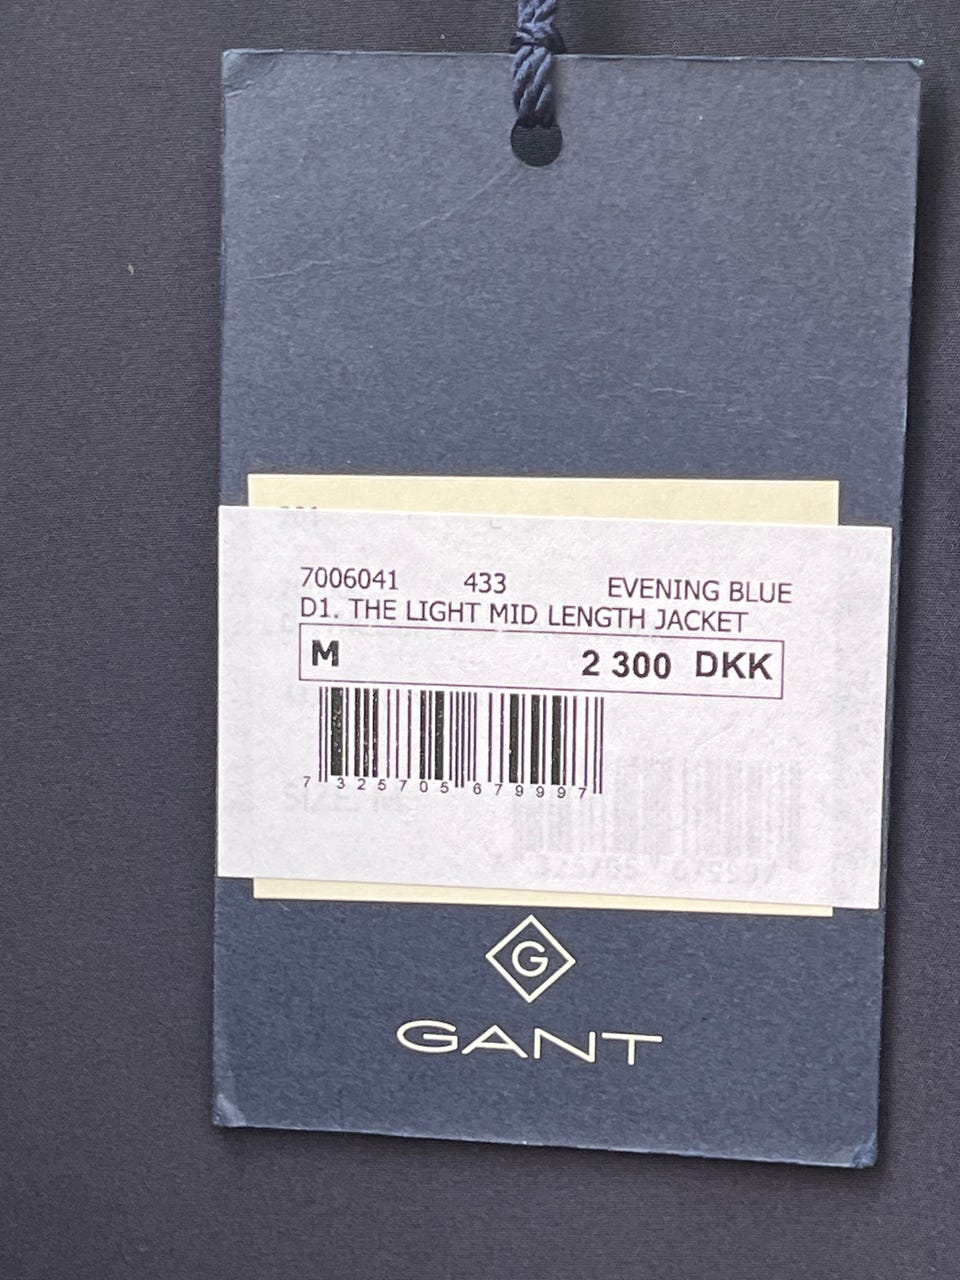 7006041 433 EVENING BLUE
D1. THE LIGHT MID LENGTH JACKET
M 2 300 DKK
7 325705 679997
G
GANT